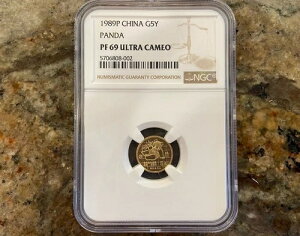 1989P CHINA G5Y
PANDA
PF 69 ULTRA CAMEO
5706808-002
NGC
NUMISMATIC GUARANTY CORPORATION